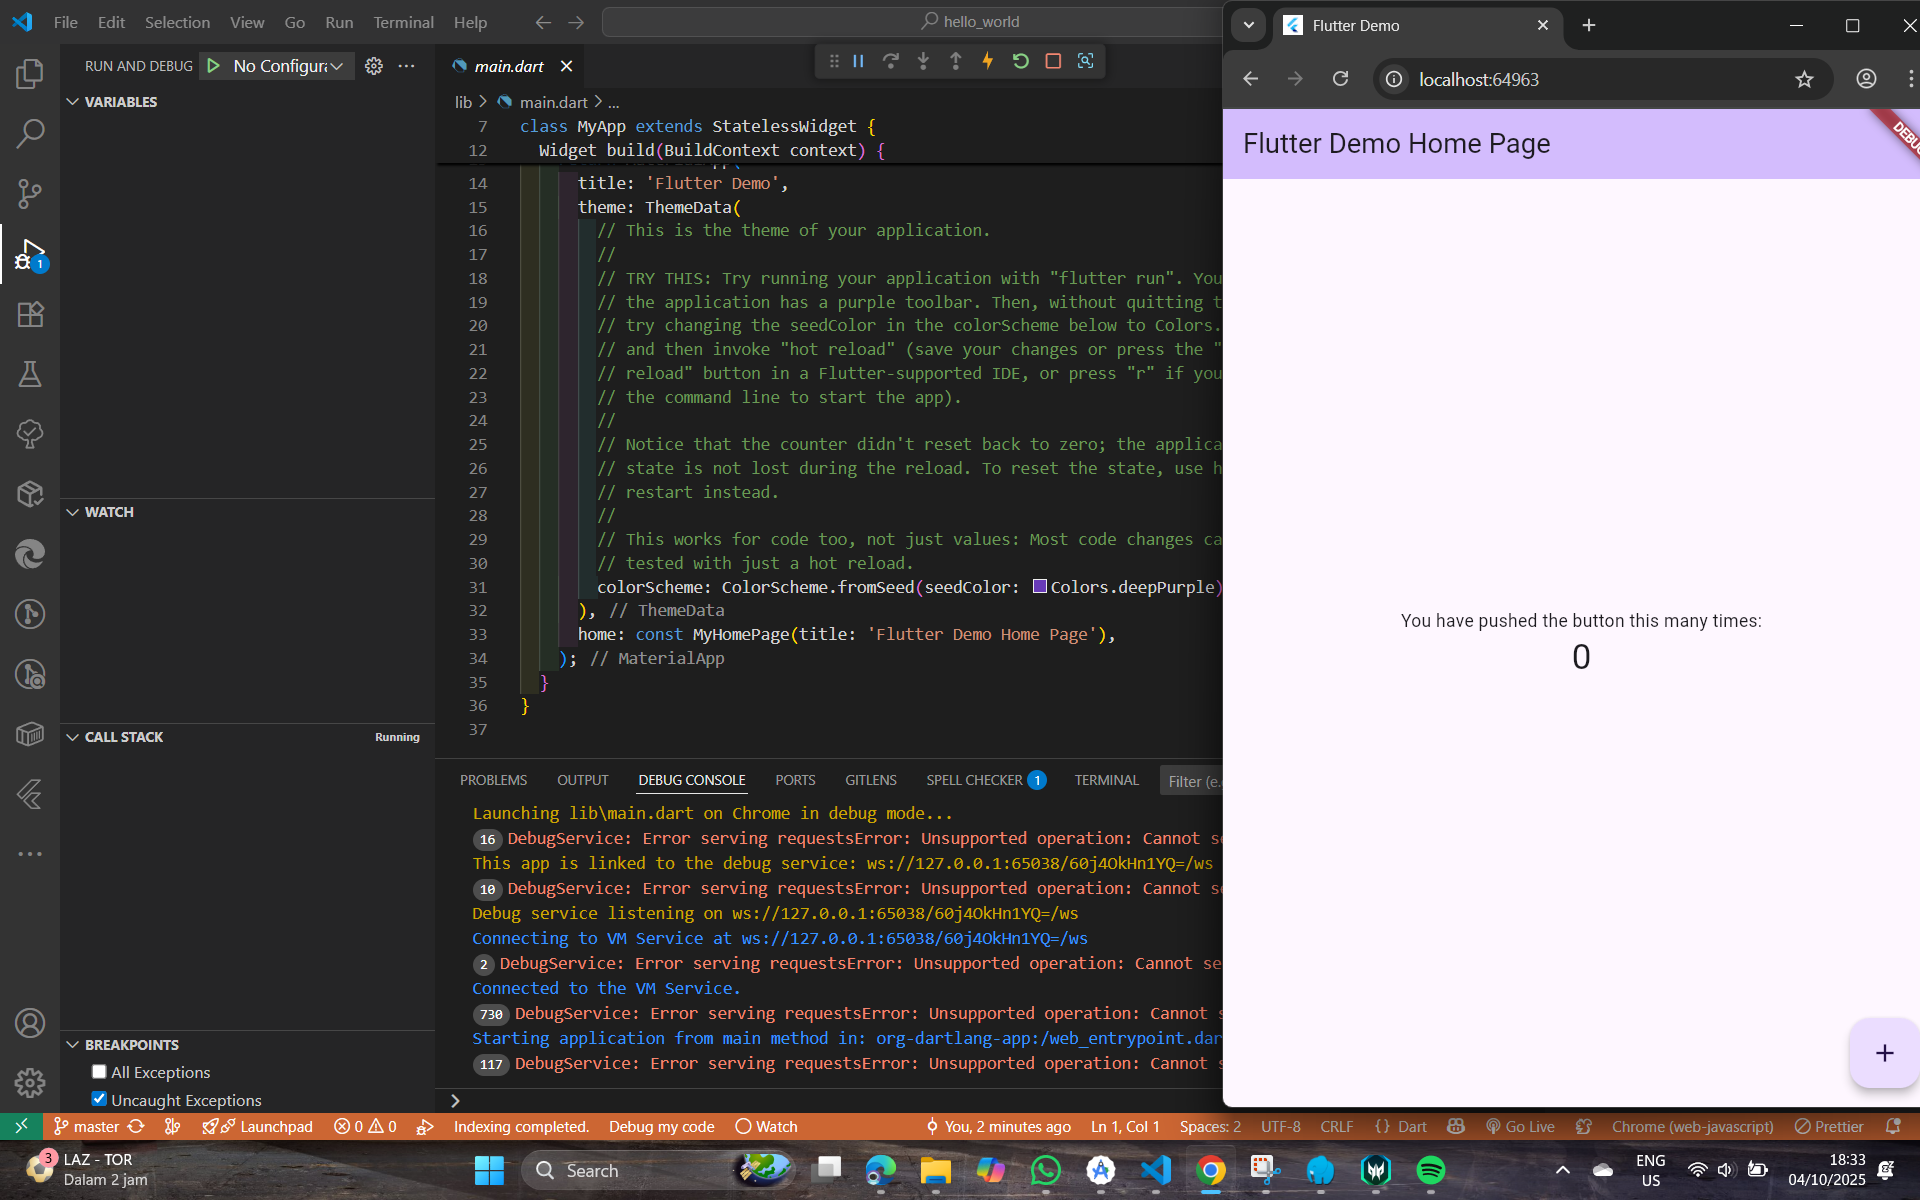 File Edit Selection View Go Run Terminal Help
hello_world
RUN AND DEBUG
No Configur
VARIABLES
WATCH
CALL STACK
Running
BREAKPOINTS
All Exceptions
Uncaught Exceptions
1
main.dart
lib > main.dart > ...
7 class MyApp extends StatelessWidget {
12 Widget build(BuildContext context) {
14 title: 'Flutter Demo',
15 theme: ThemeData(
16 // This is the theme of your application.
17 //
18 // TRY THIS: Try running your application with "flutter run". You
19 // the application has a purple toolbar. Then, without quitting t
20 // try changing the seedColor in the colorScheme below to Colors.
21 // and then invoke "hot reload" (save your changes or press the "
22 // reload" button in a Flutter-supported IDE, or press "r" if you
23 // the command line to start the app).
24 //
25 // Notice that the counter didn't reset back to zero; the applica
26 // state is not lost during the reload. To reset the state, use h
27 // restart instead.
28 //
29 // This works for code too, not just values: Most code changes ca
30 // tested with just a hot reload.
31 colorScheme: ColorScheme.fromSeed(seedColor: Colors.deepPurple)
32 ), // ThemeData
33 home: const MyHomePage(title: 'Flutter Demo Home Page'),
34 ); // MaterialApp
35 }
36 }
37
PROBLEMS OUTPUT DEBUG CONSOLE PORTS GITLENS SPELL CHECKER 1 TERMINAL
Filter (e.
Launching lib\main.dart on Chrome in debug mode...
16 DebugService: Error serving requestsError: Unsupported operation: Cannot se
This app is linked to the debug service: ws://127.0.0.1:65038/60j4OkHn1YQ=/ws
10 DebugService: Error serving requestsError: Unsupported operation: Cannot se
Debug service listening on ws://127.0.0.1:65038/60j4OkHn1YQ=/ws
Connecting to VM Service at ws://127.0.0.1:65038/60j4OkHn1YQ=/ws
2 DebugService: Error serving requestsError: Unsupported operation: Cannot se
Connected to the VM Service.
730 DebugService: Error serving requestsError: Unsupported operation: Cannot s
Starting application from main method in: org-dartlang-app:/web_entrypoint.dar
117 DebugService: Error serving requestsError: Unsupported operation: Cannot s
Flutter Demo
localhost:64963
Flutter Demo Home Page
DEBU
You have pushed the button this many times:
0
+
master Launchpad 0 0 Indexing completed. Debug my code Watch You, 2 minutes ago Ln 1, Col 1 Spaces: 2 UTF-8 CRLF {} Dart Go Live Chrome (web-javascript) Prettier
3
LAZ - TOR
Dalam 2 jam
Search
ENG
US
18:33
04/10/2025